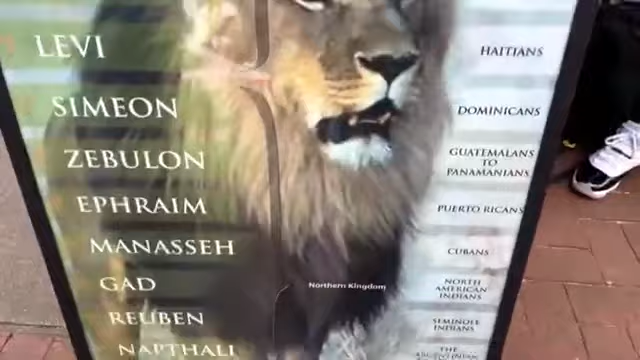 LEVI HAITIANS
SIMEON DOMINICANS
ZEBULON GUATEMALANS
TO
PANAMANIANS
EPHRAIM PUERTO RICANS
MANASSEH CUBANS
GAD Northern Kingdom NORTH
AMERICAN
INDIANS
REUBEN SEMINOLE
INDIANS
NAPTHALI THE